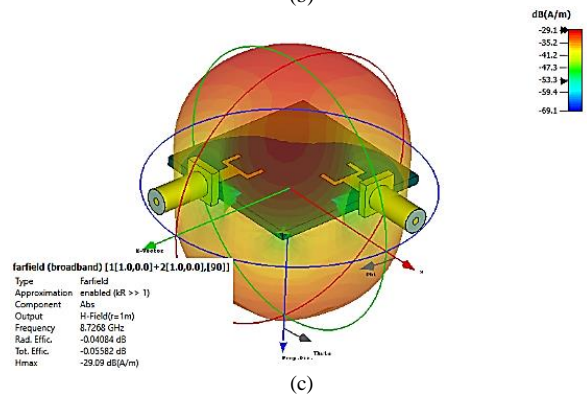 (b)
dB(A/m)
-29.1
-35.2
-41.2
-47.3
-53.3
-59.4
-69.1
x
Phi
Theta
farfield (broadband) [1[1.0,0.0]+2[1.0,0.0],[90]]
Type Farfield
Approximation enabled (kR >> 1)
Component Abs
Output H-Field(r=1m)
Frequency 8.7268 GHz
Rad. Effic. -0.04084 dB
Tot. Effic. -0.05582 dB
Hmax -29.09 dB(A/m)
(c)